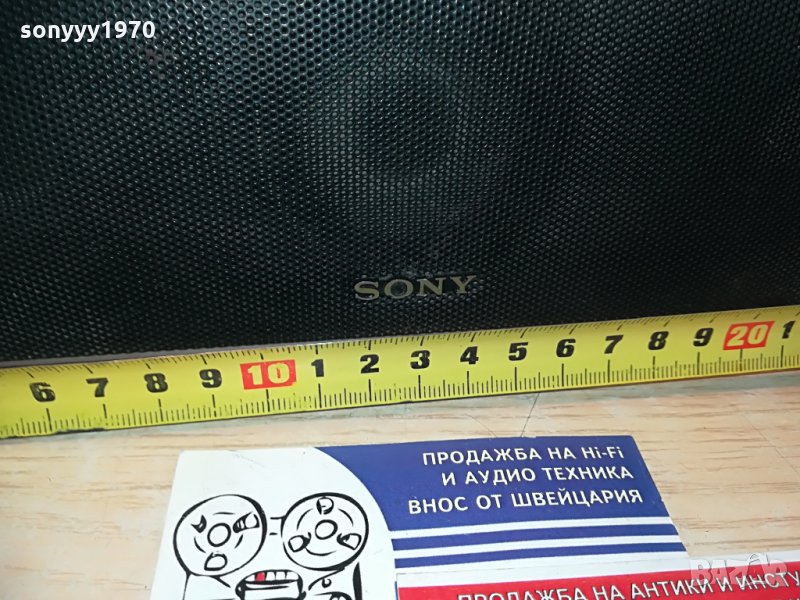 sonyyy1970
SONY
6 7 8 9 10 1 2 3 4 5 6 7 8 9 20 1
ПРОДАЖБА НА Hi-Fi
И АУДИО ТЕХНИКА
ВНОС ОТ ШВЕЙЦАРИЯ
ПРОДАЖБА НА АНТИКИ И ИНСТУ